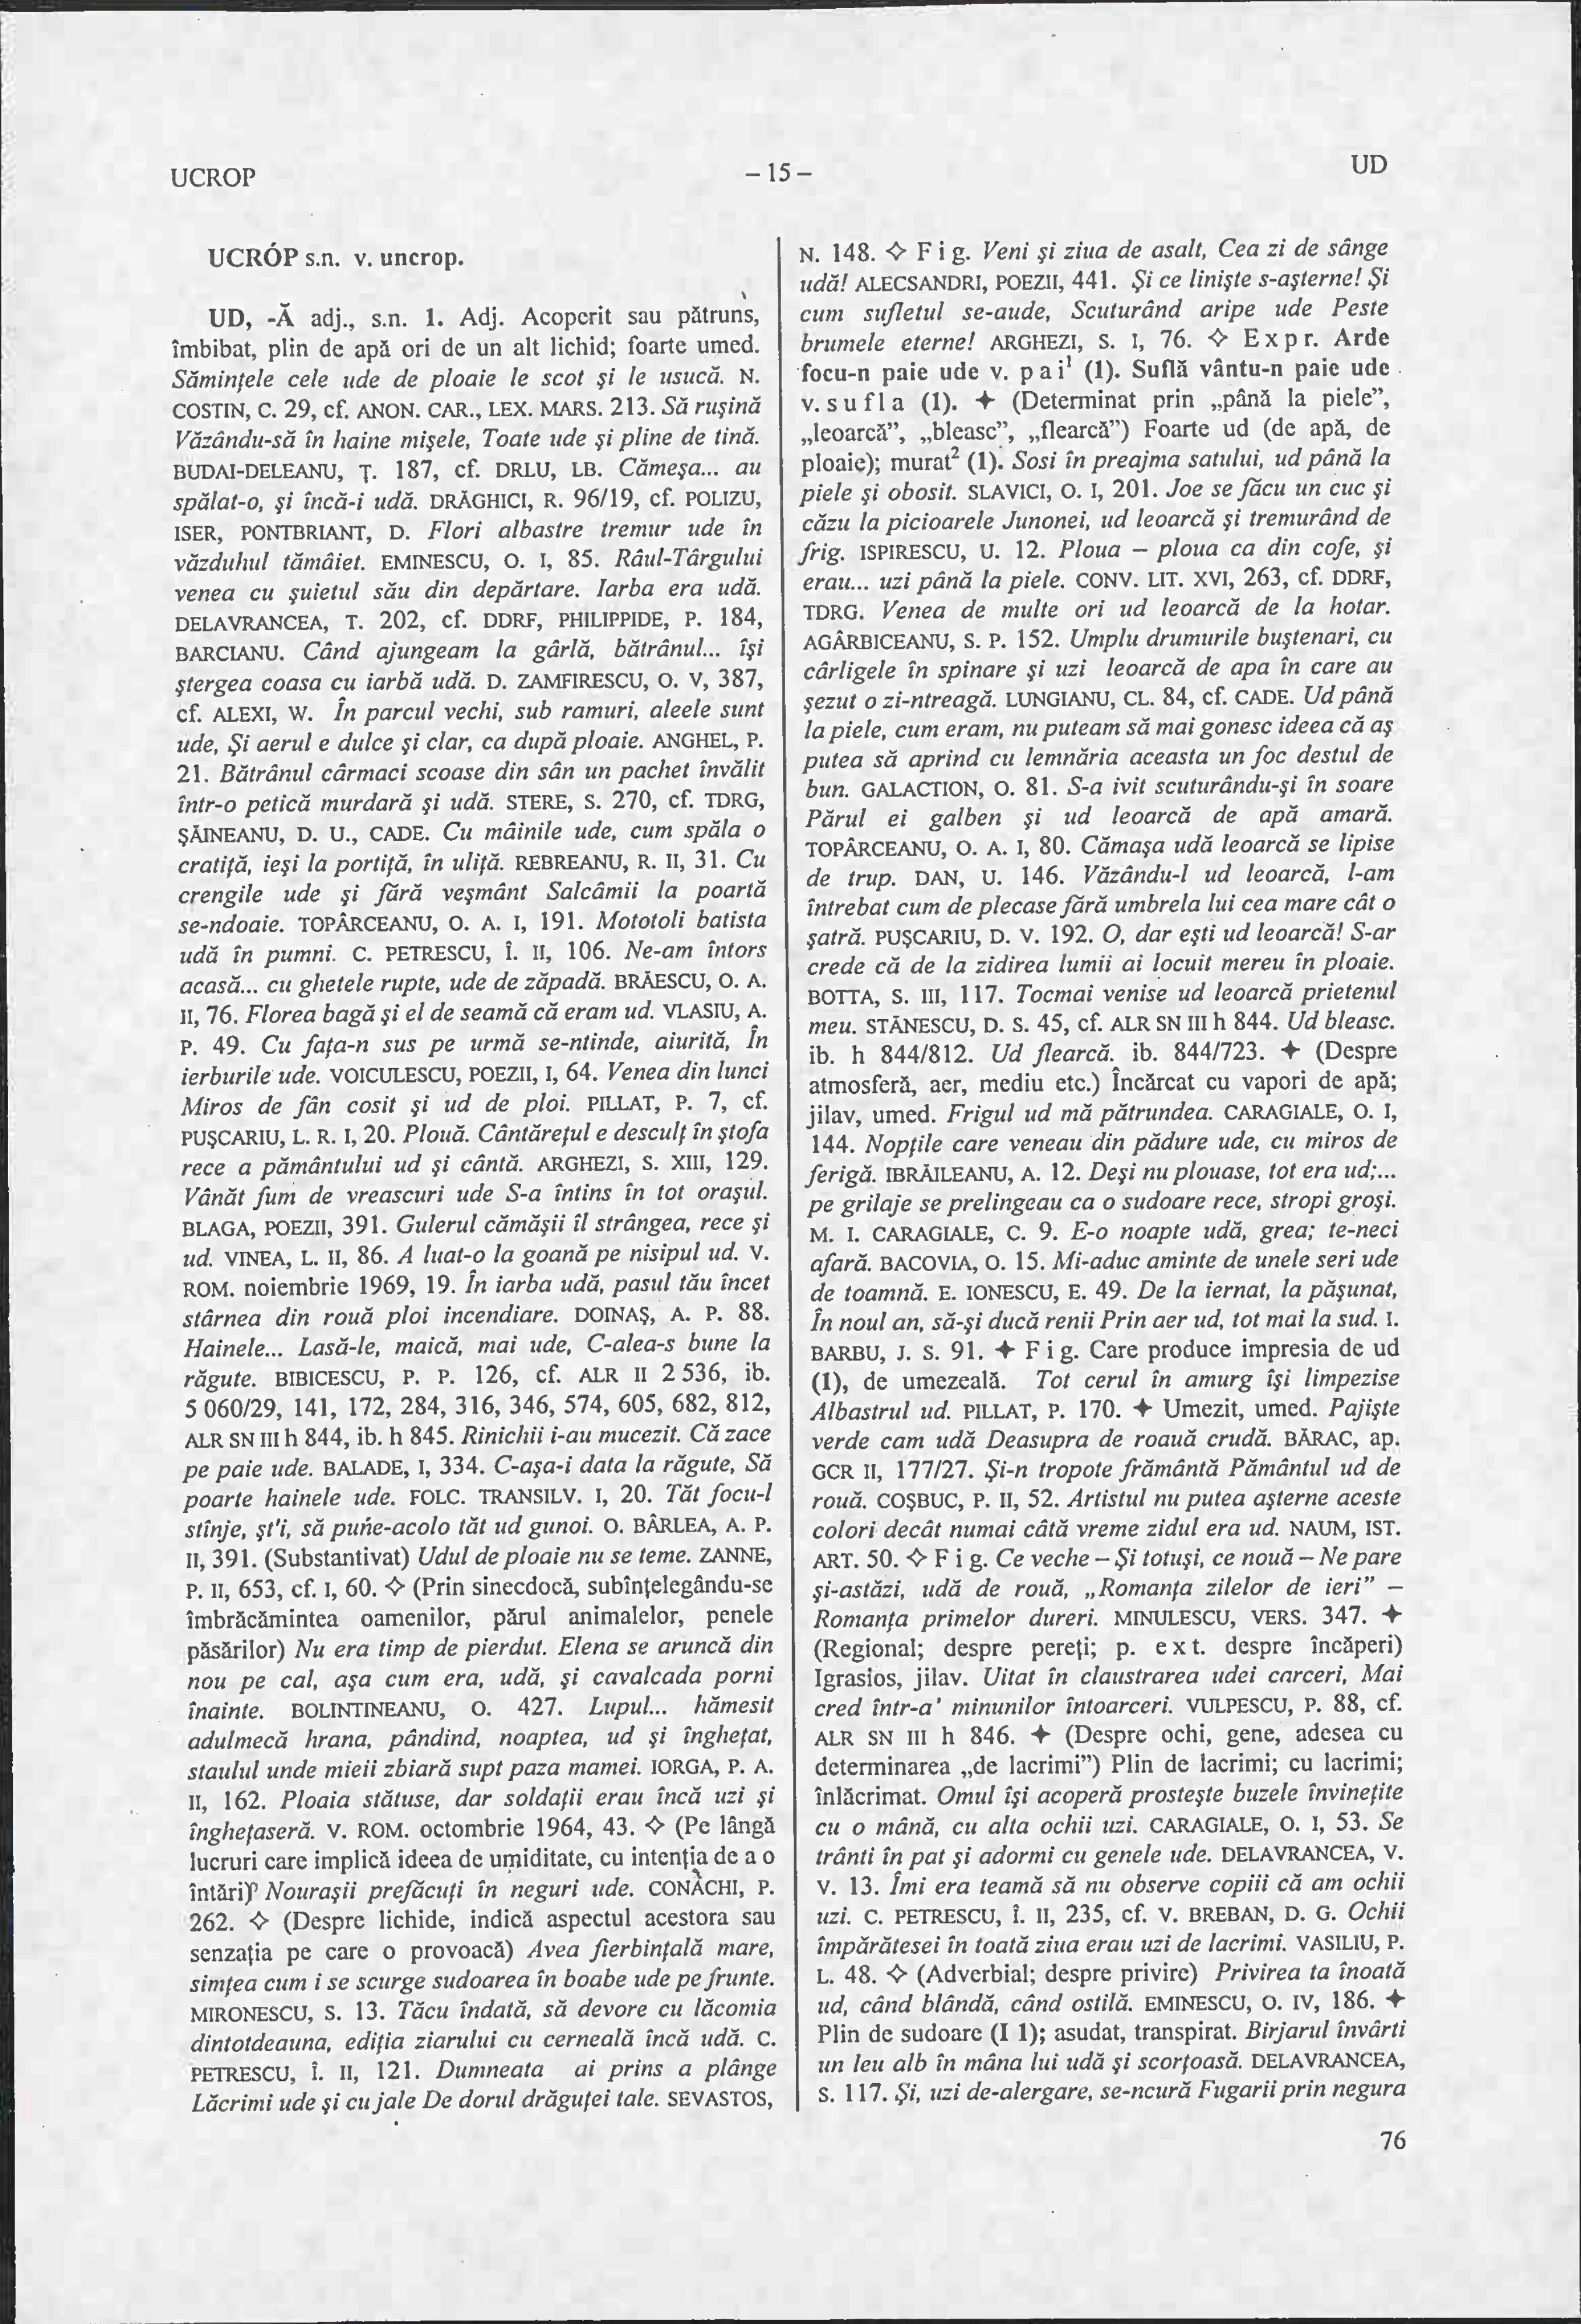 UCROP
– 15 –
UD
UCRÓP s.n. v. uncrop.
UD, -Ă adj., s.n. 1. Adj. Acoperit sau pătruns,
îmbibat, plin de apă ori de un alt lichid; foarte umed.
Sămințele cele ude de ploaie le scot și le usucă. N.
COSTIN, C. 29, cf. ANON. CAR., LEX. MARS. 213. Să rușină
Văzându-să în haine mișele, Toate ude și pline de tină.
BUDAI-DELEANU, Ț. 187, cf. DRLU, LB. Cămeșa... au
spălat-o, și încă-i udă. DRĂGHICI, R. 96/19, cf. POLIZU,
ISER, PONTBRIANT, D. Flori albastre tremur ude în
văzduhul tămâiet. EMINESCU, O. I, 85. Râul-Târgului
venea cu șuietul său din depărtare. Iarba era udă.
DELAVRANCEA, T. 202, cf. DDRF, PHILIPPIDE, P. 184,
BARCIANU. Când ajungeam la gârlă, bătrânul... își
ștergea coasa cu iarbă udă. D. ZAMFIRESCU, O. V, 387,
cf. ALEXI, W. În parcul vechi, sub ramuri, aleele sunt
ude, Și aerul e dulce și clar, ca după ploaie. ANGHEL, P.
21. Bătrânul cârmaci scoase din sân un pachet învălit
într-o petică murdară și udă. STERE, S. 270, cf. TDRG,
ȘĂINEANU, D. U., CADE. Cu mâinile ude, cum spăla o
cratiță, ieși la portiță, în uliță. REBREANU, R. II, 31. Cu
crengile ude și fără veșmânt Salcâmii la poartă
se-ndoaie. TOPÂRCEANU, O. A. I, 191. Mototoli batista
udă în pumni. C. PETRESCU, Î. II, 106. Ne-am întors
acasă... cu ghetele rupte, ude de zăpadă. BRĂESCU, O. A.
II, 76. Florea bagă și el de seamă că eram ud. VLASIU, A.
P. 49. Cu fața-n sus pe urmă se-ntinde, aiurită, În
ierburile ude. VOICULESCU, POEZII, I, 64. Venea din lunci
Miros de fân cosit și ud de ploi. PILLAT, P. 7, cf.
PUȘCARIU, L. R. I, 20. Plouă. Cântărețul e desculț în ștofa
rece a pământului ud și cântă. ARGHEZI, S. XIII, 129.
Vânăt fum de vreascuri ude S-a întins în tot orașul.
BLAGA, POEZII, 391. Gulerul cămășii îl strângea, rece și
ud. VINEA, L. II, 86. A luat-o la goană pe nisipul ud. V.
ROM. noiembrie 1969, 19. În iarba udă, pasul tău încet
stârnea din rouă ploi incendiare. DOINAȘ, A. P. 88.
Hainele... Lasă-le, maică, mai ude, C-alea-s bune la
răgute. BIBICESCU, P. P. 126, cf. ALR II 2 536, ib.
5 060/29, 141, 172, 284, 316, 346, 574, 605, 682, 812,
ALR SN III h 844, ib. h 845. Rinichii i-au mucezit. Că zace
pe paie ude. BALADE, I, 334. C-așa-i data la răgute, Să
poarte hainele ude. FOLC. TRANSILV. I, 20. Tăt focu-l
stînje, șt'i, să puńe-acolo tăt ud gunoi. O. BÂRLEA, A. P.
II, 391. (Substantivat) Udul de ploaie nu se teme. ZANNE,
P. II, 653, cf. I, 60. ◇ (Prin sinecdocă, subînțelegându-se
îmbrăcămintea oamenilor, părul animalelor, penele
păsărilor) Nu era timp de pierdut. Elena se aruncă din
nou pe cal, așa cum era, udă, și cavalcada porni
înainte. BOLINTINEANU, O. 427. Lupul... hămesit
adulmecă hrana, pândind, noaptea, ud și înghețat,
staulul unde mieii zbiară supt paza mamei. IORGA, P. A.
II, 162. Ploaia stătuse, dar soldații erau încă uzi și
înghețaseră. V. ROM. octombrie 1964, 43. ◇ (Pe lângă
lucruri care implică ideea de umiditate, cu intenția de a o
întări) Nourașii prefăcuți în neguri ude. CONACHI, P.
262. ◇ (Despre lichide, indică aspectul acestora sau
senzația pe care o provoacă) Avea fierbințală mare,
simțea cum i se scurge sudoarea în boabe ude pe frunte.
MIRONESCU, S. 13. Tăcu îndată, să devore cu lăcomia
dintotdeauna, ediția ziarului cu cerneală încă udă. C.
PETRESCU, Î. II, 121. Dumneata ai prins a plânge
Lăcrimi ude și cu jale De dorul drăguței tale. SEVASTOS,
N. 148. ◇ Fig. Veni și ziua de asalt, Cea zi de sânge
udă! ALECSANDRI, POEZII, 441. Și ce liniște s-așterne! Și
cum sufletul se-aude, Scuturând aripe ude Peste
brumele eterne! ARGHEZI, S. I, 76. ◇ Expr. Arde
focu-n paie ude v. pai¹ (1). Suflă vântu-n paie ude
v. sufla (1). ✦ (Determinat prin „până la piele”,
„leoarcă”, „bleasc”, „flearcă”) Foarte ud (de apă, de
ploaie); murat² (1). Sosi în preajma satului, ud până la
piele și obosit. SLAVICI, O. I, 201. Joe se făcu un cuc și
căzu la picioarele Junonei, ud leoarcă și tremurând de
frig. ISPIRESCU, U. 12. Ploua – ploua ca din cofe, și
erau... uzi până la piele. CONV. LIT. XVI, 263, cf. DDRF,
TDRG. Venea de multe ori ud leoarcă de la hotar.
AGÂRBICEANU, S. P. 152. Umplu drumurile buștenari, cu
cârligele în spinare și uzi leoarcă de apa în care au
șezut o zi-ntreagă. LUNGIANU, CL. 84, cf. CADE. Ud până
la piele, cum eram, nu puteam să mai gonesc ideea că aș
putea să aprind cu lemnăria aceasta un foc destul de
bun. GALACTION, O. 81. S-a ivit scuturându-și în soare
Părul ei galben și ud leoarcă de apă amară.
TOPÂRCEANU, O. A. I, 80. Cămașa udă leoarcă se lipise
de trup. DAN, U. 146. Văzându-l ud leoarcă, l-am
întrebat cum de plecase fără umbrela lui cea mare cât o
șatră. PUȘCARIU, D. V. 192. O, dar ești ud leoarcă! S-ar
crede că de la zidirea lumii ai locuit mereu în ploaie.
BOTTA, S. III, 117. Tocmai venise ud leoarcă prietenul
meu. STĂNESCU, D. S. 45, cf. ALR SN III h 844. Ud bleasc.
ib. h 844/812. Ud flearcă. ib. 844/723. ✦ (Despre
atmosferă, aer, mediu etc.) Încărcat cu vapori de apă;
jilav, umed. Frigul ud mă pătrundea. CARAGIALE, O. I,
144. Nopțile care veneau din pădure ude, cu miros de
ferigă. IBRĂILEANU, A. 12. Deși nu plouase, tot era ud;...
pe grilaje se prelingeau ca o sudoare rece, stropi groși.
M. I. CARAGIALE, C. 9. E-o noapte udă, grea; te-neci
afară. BACOVIA, O. 15. Mi-aduc aminte de unele seri ude
de toamnă. E. IONESCU, E. 49. De la iernat, la pășunat,
În noul an, să-și ducă renii Prin aer ud, tot mai la sud. I.
BARBU, J. S. 91. ✦ Fig. Care produce impresia de ud
(1), de umezeală. Tot cerul în amurg își limpezise
Albastrul ud. PILLAT, P. 170. ✦ Umezit, umed. Pajiște
verde cam udă Deasupra de roauă crudă. BĂRAC, ap.
GCR II, 177/27. Și-n tropote frământă Pământul ud de
rouă. COȘBUC, P. II, 52. Artistul nu putea așterne aceste
colori decât numai câtă vreme zidul era ud. NAUM, IST.
ART. 50. ◇ Fig. Ce veche – Și totuși, ce nouă – Ne pare
și-astăzi, udă de rouă, „Romanța zilelor de ieri” –
Romanța primelor dureri. MINULESCU, VERS. 347. ✦
(Regional; despre pereți; p. ext. despre încăperi)
Igrasios, jilav. Uitat în claustrarea udei carceri, Mai
cred într-a' minunilor întoarceri. VULPESCU, P. 88, cf.
ALR SN III h 846. ✦ (Despre ochi, gene, adesea cu
determinarea „de lacrimi”) Plin de lacrimi; cu lacrimi;
înlăcrimat. Omul își acoperă prostește buzele învinețite
cu o mână, cu alta ochii uzi. CARAGIALE, O. I, 53. Se
trânti în pat și adormi cu genele ude. DELAVRANCEA, V.
V. 13. Îmi era teamă să nu observe copiii că am ochii
uzi. C. PETRESCU, Î. II, 235, cf. V. BREBAN, D. G. Ochii
împărătesei în toată ziua erau uzi de lacrimi. VASILIU, P.
L. 48. ◇ (Adverbial; despre privire) Privirea ta înoată
ud, când blândă, când ostilă. EMINESCU, O. IV, 186. ✦
Plin de sudoare (I 1); asudat, transpirat. Birjarul învârti
un leu alb în mâna lui udă și scorțoasă. DELAVRANCEA,
S. 117. Și, uzi de-alergare, se-ncură Fugarii prin negura
76